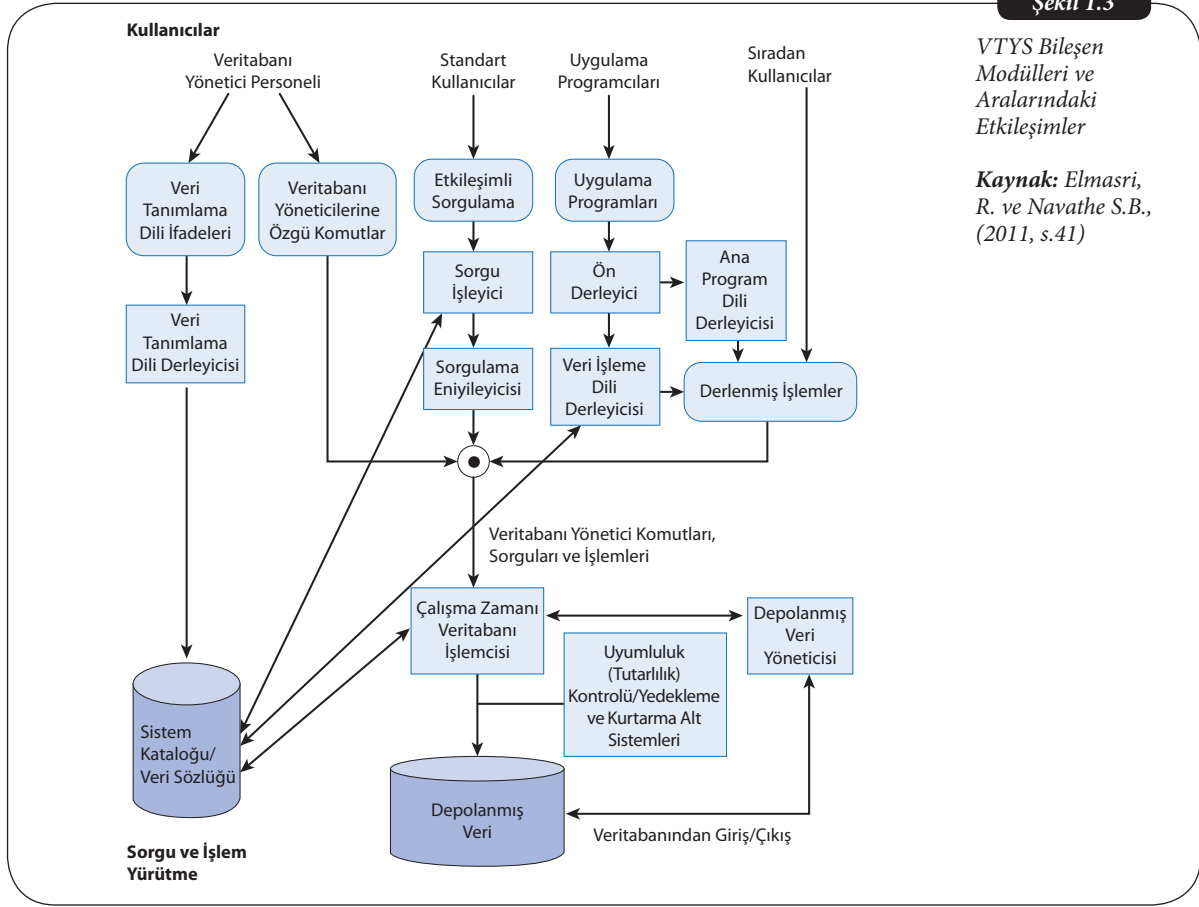 Şekil 1.3
VTYS Bileşen
Modülleri ve
Aralarındaki
Etkileşimler
Kaynak: Elmasri,
R. ve Navathe S.B.,
(2011, s.41)
Kullanıcılar
Veritabanı
Yönetici Personeli
Standart
Kullanıcılar
Uygulama
Programcıları
Sıradan
Kullanıcılar
Veri
Tanımlama
Dili İfadeleri
Veritabanı
Yöneticilerine
Özgü Komutlar
Etkileşimli
Sorgulama
Uygulama
Programları
Veri
Tanımlama
Dili Derleyicisi
Sorgu
İşleyici
Ön
Derleyici
Ana
Program
Dili
Derleyicisi
Sorgulama
Eniyileyicisi
Veri İşleme
Dili
Derleyicisi
Derlenmiş İşlemler
Veritabanı Yönetici Komutları,
Sorguları ve İşlemleri
Çalışma Zamanı
Veritabanı
İşlemcisi
Depolanmış
Veri
Yöneticisi
Uyumluluk
(Tutarlılık)
Kontrolü/Yedekleme
ve Kurtarma Alt
Sistemleri
Sistem
Kataloğu/
Veri Sözlüğü
Depolanmış
Veri
Veritabanından Giriş/Çıkış
Sorgu ve İşlem
Yürütme